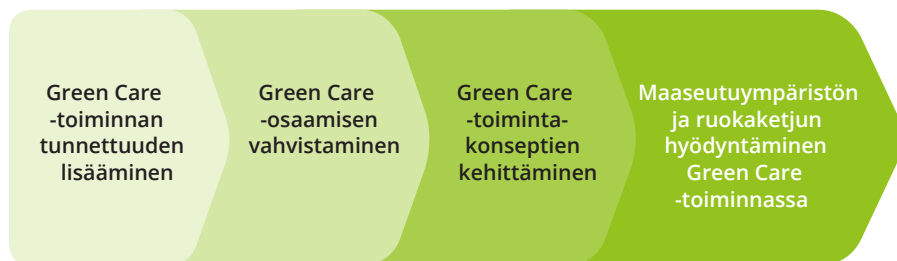 Green Care
-toiminnan
tunnettuuden
lisääminen
Green Care
-osaamisen
vahvistaminen
Green Care
-toiminta-
konseptien
kehittäminen
Maaseutuympäristön
ja ruokaketjun
hyödyntäminen
Green Care
-toiminnassa